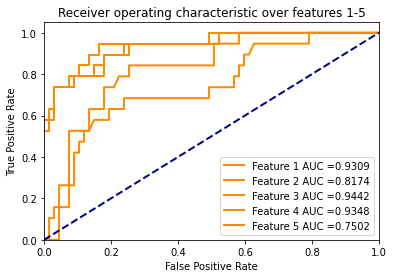 Receiver operating characteristic over features 1-5
True Positive Rate
1.0
0.8
0.6
0.4
0.2
0.0
Feature 1 AUC =0.9309
Feature 2 AUC =0.8174
Feature 3 AUC =0.9442
Feature 4 AUC =0.9348
Feature 5 AUC =0.7502
0.0 0.2 0.4 0.6 0.8 1.0
False Positive Rate